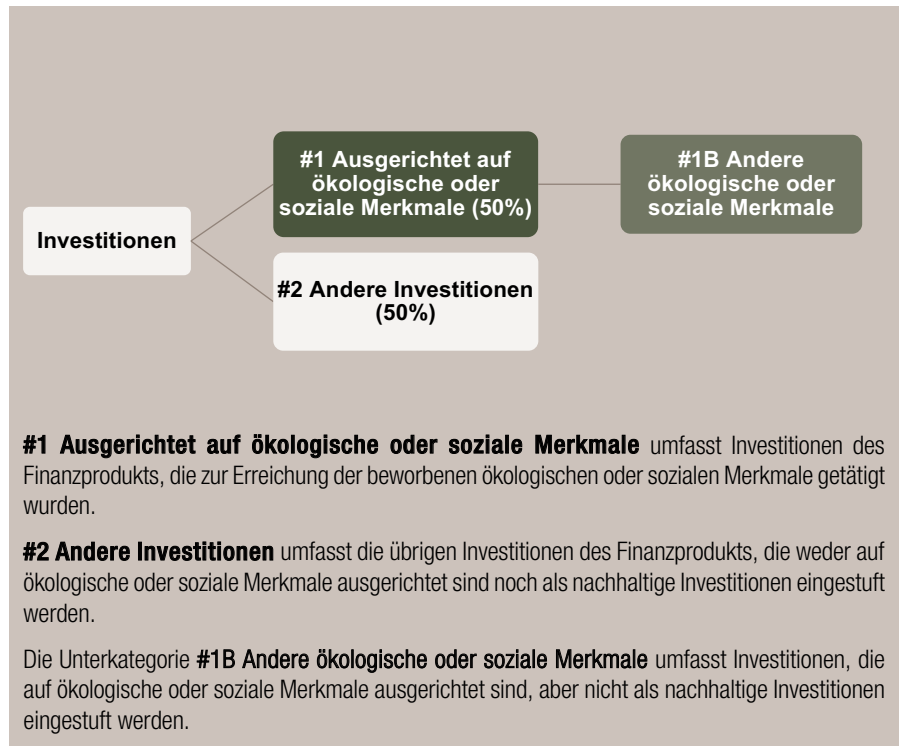 #1 Ausgerichtet auf
ökologische oder
soziale Merkmale (50%)
#1B Andere
ökologische oder
soziale Merkmale
Investitionen
#2 Andere Investitionen
(50%)
#1 Ausgerichtet auf ökologische oder soziale Merkmale umfasst Investitionen des
Finanzprodukts, die zur Erreichung der beworbenen ökologischen oder sozialen Merkmale getätigt
wurden.
#2 Andere Investitionen umfasst die übrigen Investitionen des Finanzprodukts, die weder auf
ökologische oder soziale Merkmale ausgerichtet sind noch als nachhaltige Investitionen eingestuft
werden.
Die Unterkategorie #1B Andere ökologische oder soziale Merkmale umfasst Investitionen, die
auf ökologische oder soziale Merkmale ausgerichtet sind, aber nicht als nachhaltige Investitionen
eingestuft werden.